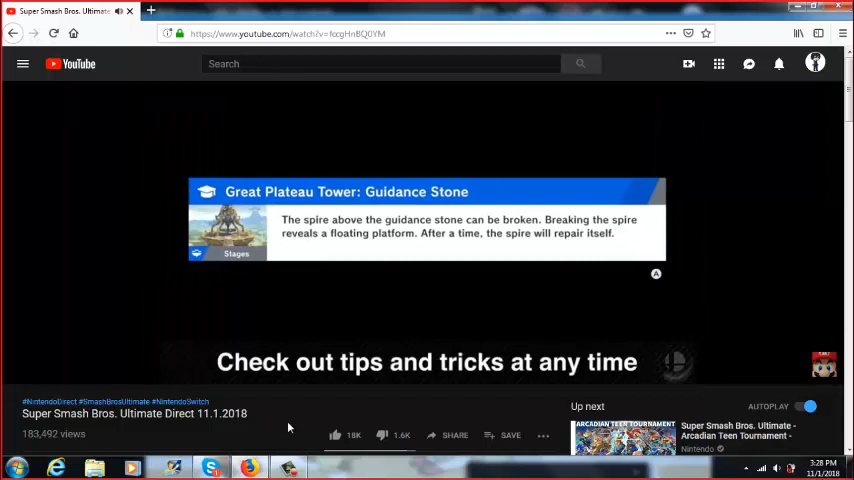 Super Smash Bros. Ultimate
https://www.youtube.com/watch?v=fccgHnBQ0YM
YouTube
Search
Great Plateau Tower: Guidance Stone
The spire above the guidance stone can be broken. Breaking the spire
reveals a floating platform. After a time, the spire will repair itself.
Stages
A
Check out tips and tricks at any time
#NintendoDirect #SmashBrosUltimate #NintendoSwitch
Super Smash Bros. Ultimate Direct 11.1.2018
183,492 views
18K
1.6K
SHARE
SAVE
Up next
AUTOPLAY
ARCADIAN TEEN TOURNAMENT
Super Smash Bros. Ultimate -
Arcadian Teen Tournament -
Nintendo
3:28 PM
11/1/2018